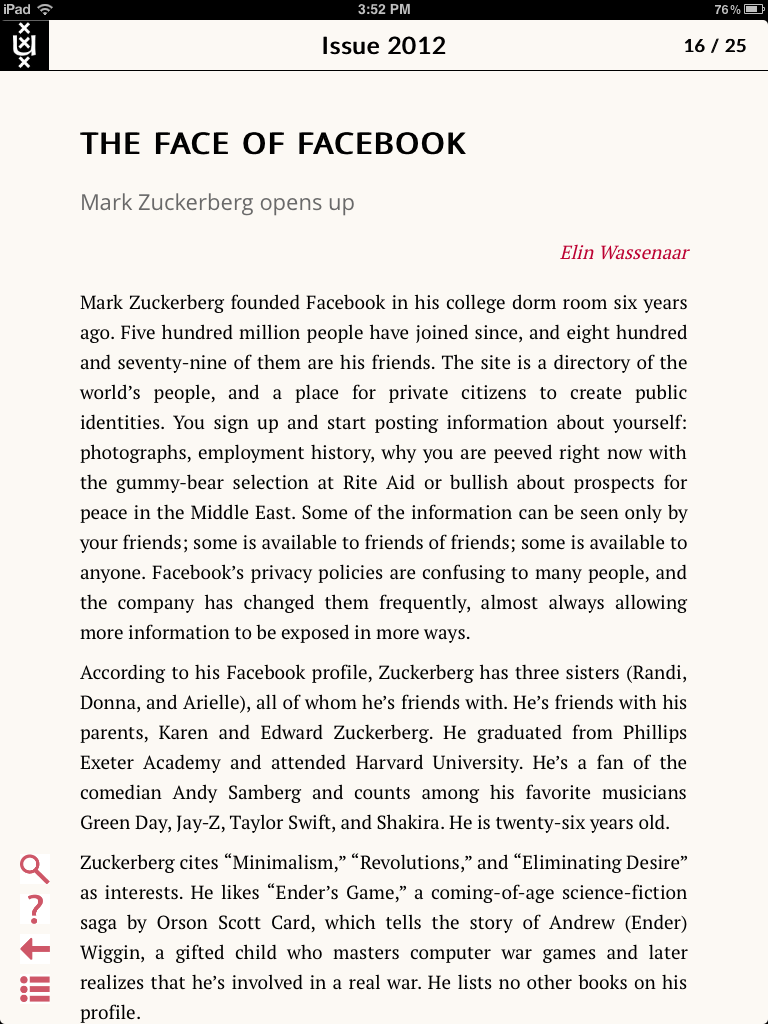 iPad 3:52 PM 76%
Issue 2012 16 / 25
THE FACE OF FACEBOOK
Mark Zuckerberg opens up
Elin Wassenaar
Mark Zuckerberg founded Facebook in his college dorm room six years
ago. Five hundred million people have joined since, and eight hundred
and seventy-nine of them are his friends. The site is a directory of the
world’s people, and a place for private citizens to create public
identities. You sign up and start posting information about yourself:
photographs, employment history, why you are peeved right now with
the gummy-bear selection at Rite Aid or bullish about prospects for
peace in the Middle East. Some of the information can be seen only by
your friends; some is available to friends of friends; some is available to
anyone. Facebook’s privacy policies are confusing to many people, and
the company has changed them frequently, almost always allowing
more information to be exposed in more ways.
According to his Facebook profile, Zuckerberg has three sisters (Randi,
Donna, and Arielle), all of whom he’s friends with. He’s friends with his
parents, Karen and Edward Zuckerberg. He graduated from Phillips
Exeter Academy and attended Harvard University. He’s a fan of the
comedian Andy Samberg and counts among his favorite musicians
Green Day, Jay-Z, Taylor Swift, and Shakira. He is twenty-six years old.
Zuckerberg cites “Minimalism,” “Revolutions,” and “Eliminating Desire”
as interests. He likes “Ender’s Game,” a coming-of-age science-fiction
saga by Orson Scott Card, which tells the story of Andrew (Ender)
Wiggin, a gifted child who masters computer war games and later
realizes that he’s involved in a real war. He lists no other books on his
profile.